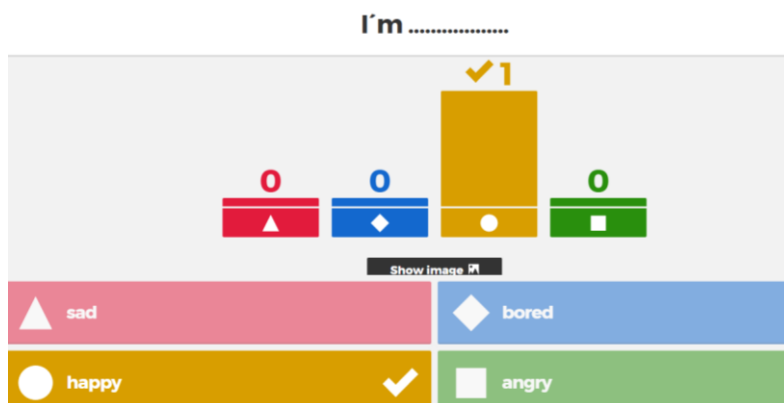 I´m ..................
1
0
0
0
Show image
sad
bored
happy
angry